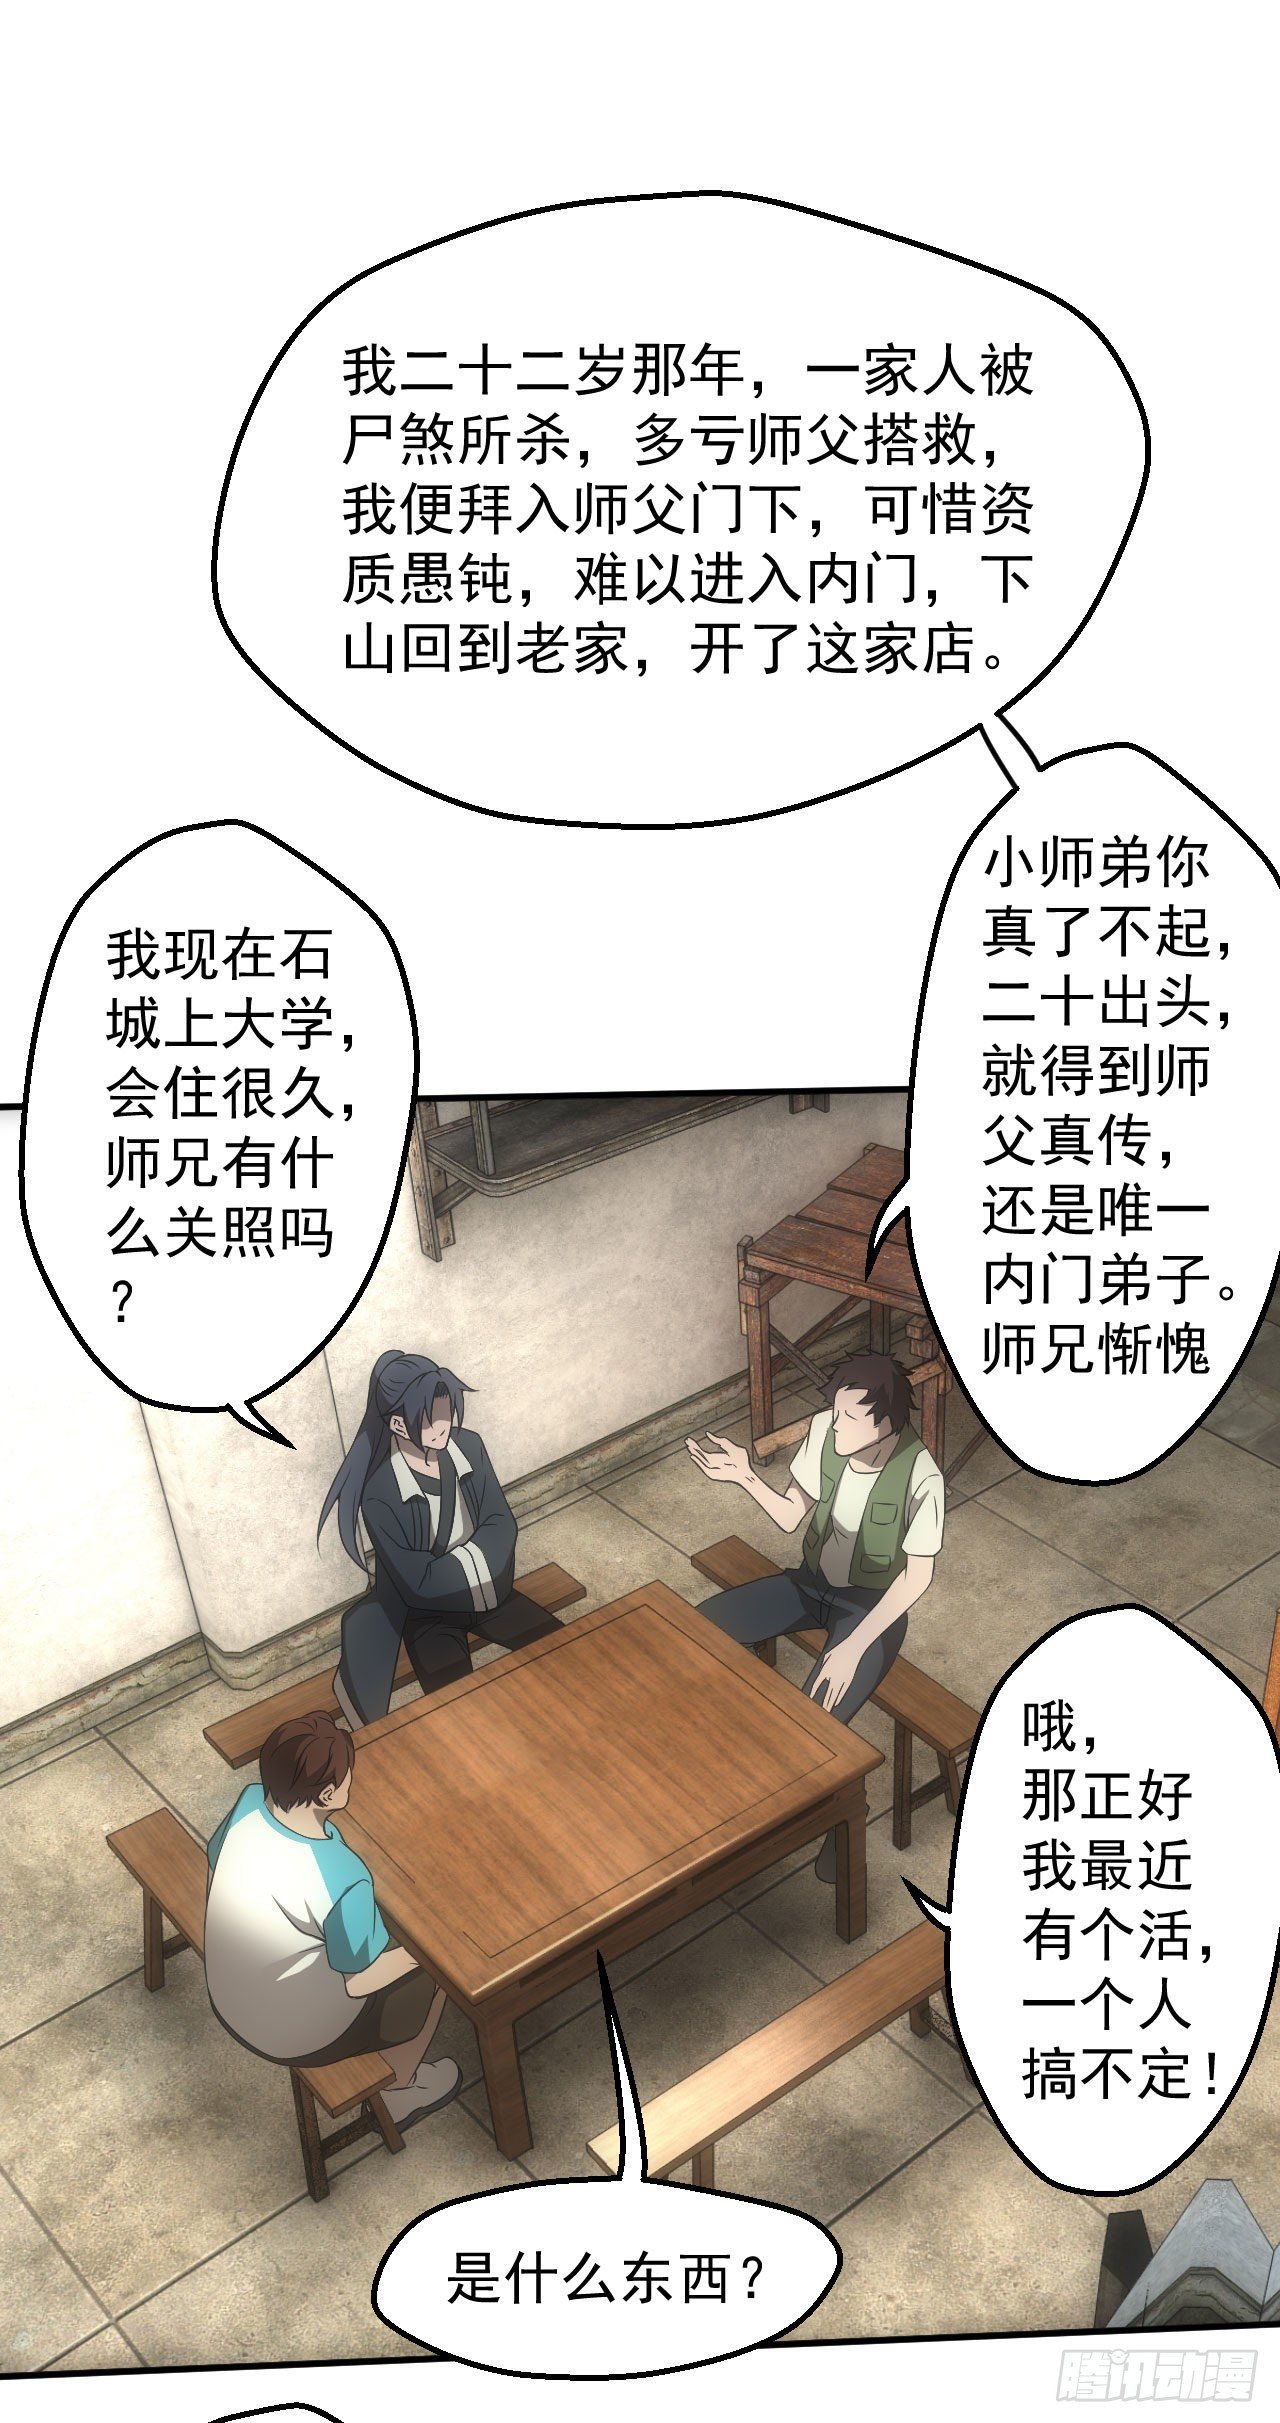 我二十二岁那年，一家人被
尸煞所杀，多亏师父搭救，
我便拜入师父门下，可惜资
质愚钝，难以进入内门，下
山回到老家，开了这家店。
小师弟你
真了不起，
二十出头，
就得到师
父真传，
还是唯一
内门弟子。
师兄惭愧
我现在石
城上大学，
会住很久，
师兄有什
么关照吗
？
哦，
那正好
我最近
有个活，
一个人
搞不定！
是什么东西？
腾讯动漫